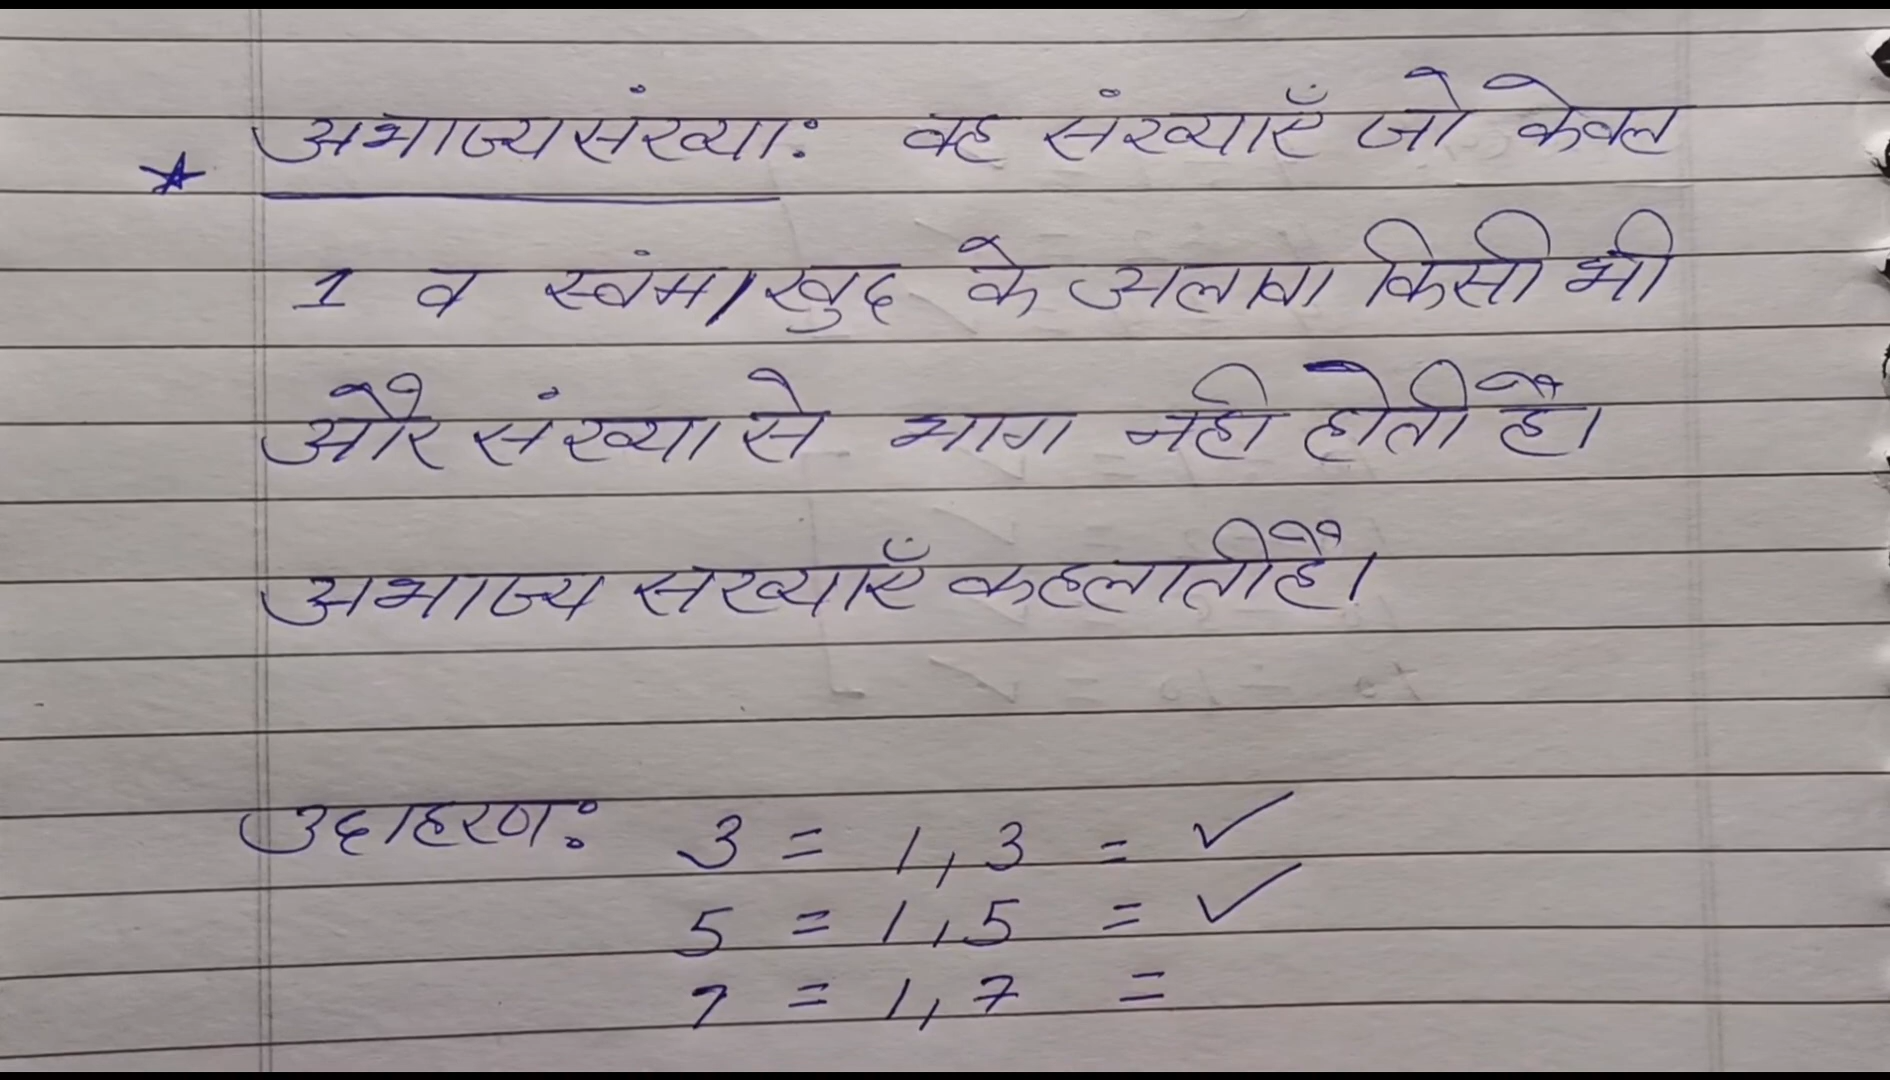 ★ अभाज्य संख्या: वह संख्याएँ जो केवल
1 व स्वंम/खुद के अलावा किसी भी
और संख्या से भाग नही होती है।
अभाज्य सख्याएँ कहलाती है।
उदाहरण: 3 = 1, 3 = ✓
5 = 1, 5 = ✓
7 = 1, 7 =